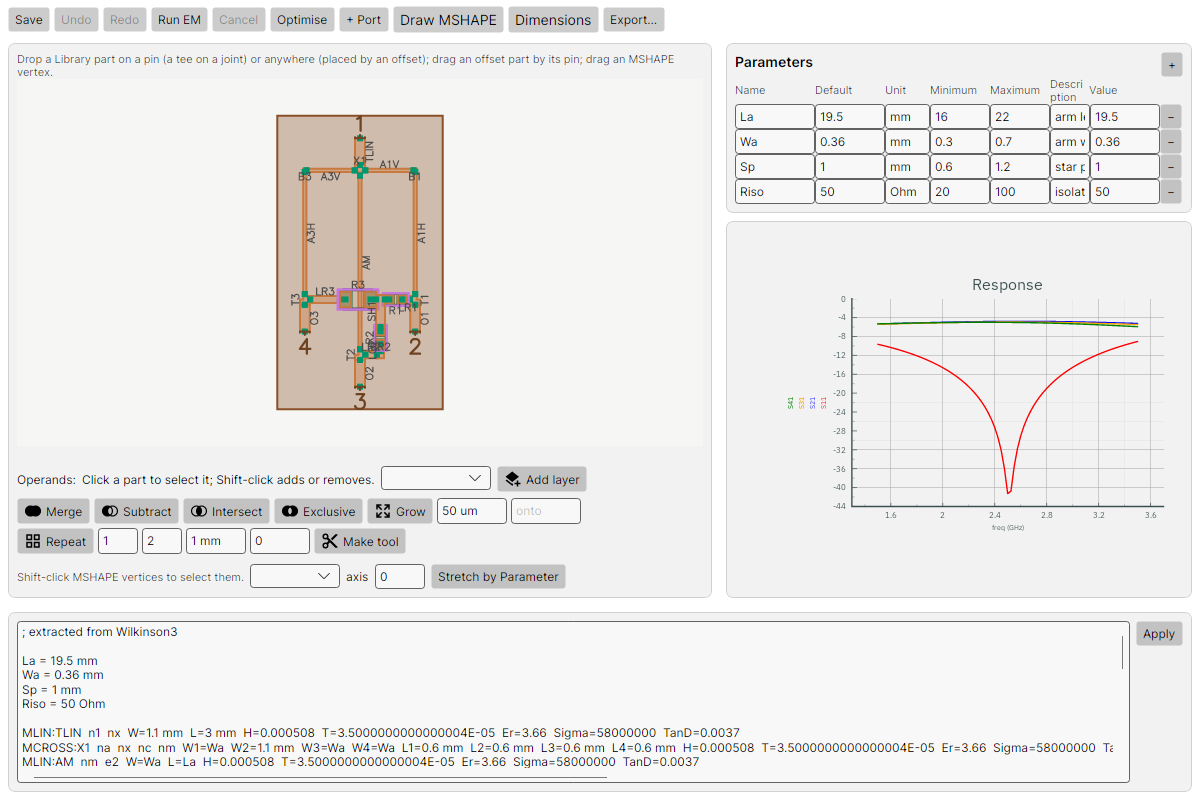 Save Undo Redo Run EM Cancel Optimise + Port Draw MSHAPE Dimensions Export...
Drop a Library part on a pin (a tee on a joint) or anywhere (placed by an offset); drag an offset part by its pin; drag an MSHAPE
vertex.
1
TLIN
X1
A1V
B3
A3V
B1
A3H
A1H
AM
LR3
R3
T3
T1
SH1
O3
O1
4
2
T2
O2
3
Operands: Click a part to select it; Shift-click adds or removes. Add layer
Merge Subtract Intersect Exclusive Grow 50 um onto
Repeat 1 2 1 mm 0 Make tool
Shift-click MSHAPE vertices to select them. axis 0 Stretch by Parameter
Parameters +
Name Default Unit Minimum Maximum Descri
ption Value
La 19.5 mm 16 22 arm l 19.5 −
Wa 0.36 mm 0.3 0.7 arm w 0.36 −
Sp 1 mm 0.6 1.2 star p 1 −
Riso 50 Ohm 20 100 isolat 50 −
Response
0
-4
-8
-12
-16
-20
-24
-28
-32
-36
-40
-44
S41 S31 S21 S11
1.6 2 2.4 2.8 3.2 3.6
freq (GHz)
; extracted from Wilkinson3
La = 19.5 mm
Wa = 0.36 mm
Sp = 1 mm
Riso = 50 Ohm
MLIN:TLIN n1 nx W=1.1 mm L=3 mm H=0.000508 T=3.5000000000000004E-05 Er=3.66 Sigma=58000000 TanD=0.0037
MCROSS:X1 na nx nc nm W1=Wa W2=1.1 mm W3=Wa W4=Wa L1=0.6 mm L2=0.6 mm L3=0.6 mm L4=0.6 mm H=0.000508 T=3.5000000000000004E-05 Er=3.66 Sigma=58000000 Ta
MLIN:AM nm e2 W=Wa L=La H=0.000508 T=3.5000000000000004E-05 Er=3.66 Sigma=58000000 TanD=0.0037
Apply